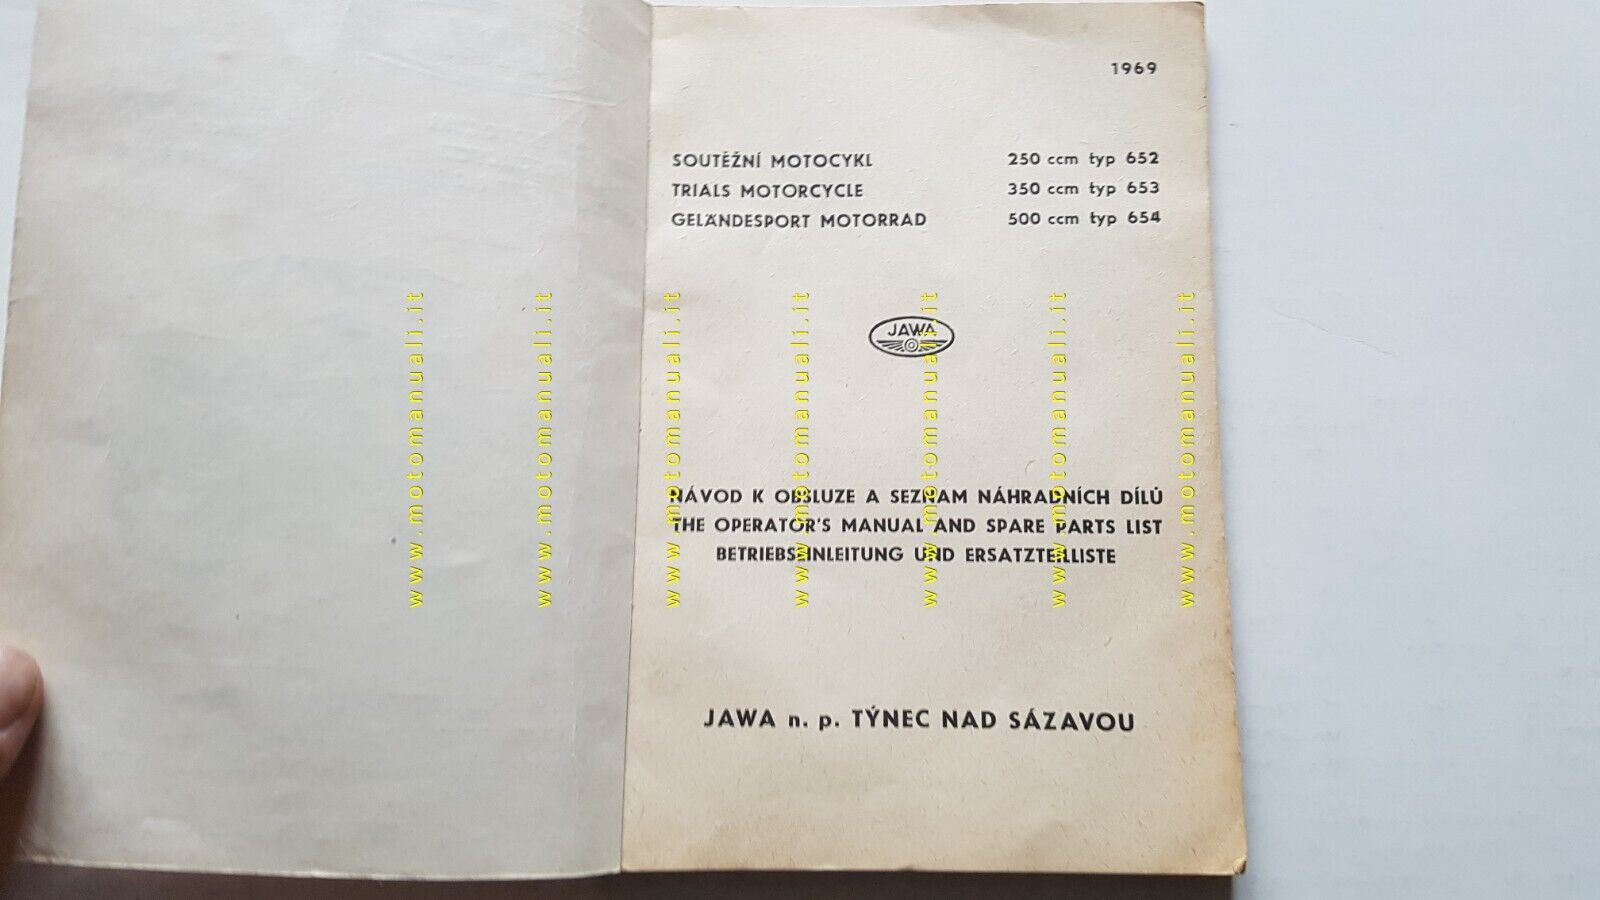 1969
SOUTĚŽNÍ MOTOCYKL 250 ccm typ 652
TRIALS MOTORCYCLE 350 ccm typ 653
GELÄNDESPORT MOTORRAD 500 ccm typ 654
JAWA
NÁVOD K OBSLUZE A SEZNAM NÁHRADNÍCH DÍLŮ
THE OPERATOR'S MANUAL AND SPARE PARTS LIST
BETRIEBSEINLEITUNG UND ERSATZTEILLISTE
JAWA n. p. TÝNEC NAD SÁZAVOU
www.motomanuali.it
www.motomanuali.it
www.motomanuali.it
www.motomanuali.it
www.motomanuali.it
www.motomanuali.it
www.motomanuali.it